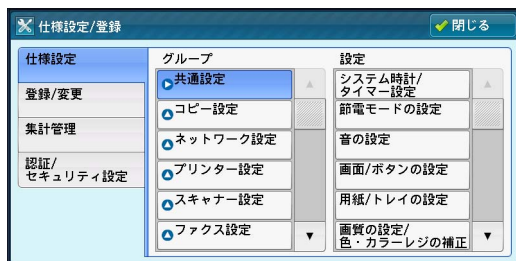 仕様設定/登録
閉じる
仕様設定
登録/変更
集計管理
認証/
セキュリティ設定
グループ
共通設定
コピー設定
ネットワーク設定
プリンター設定
スキャナー設定
ファクス設定
設定
システム時計/
タイマー設定
節電モードの設定
音の設定
画面/ボタンの設定
用紙/トレイの設定
画質の設定/
色・カラーレジの補正